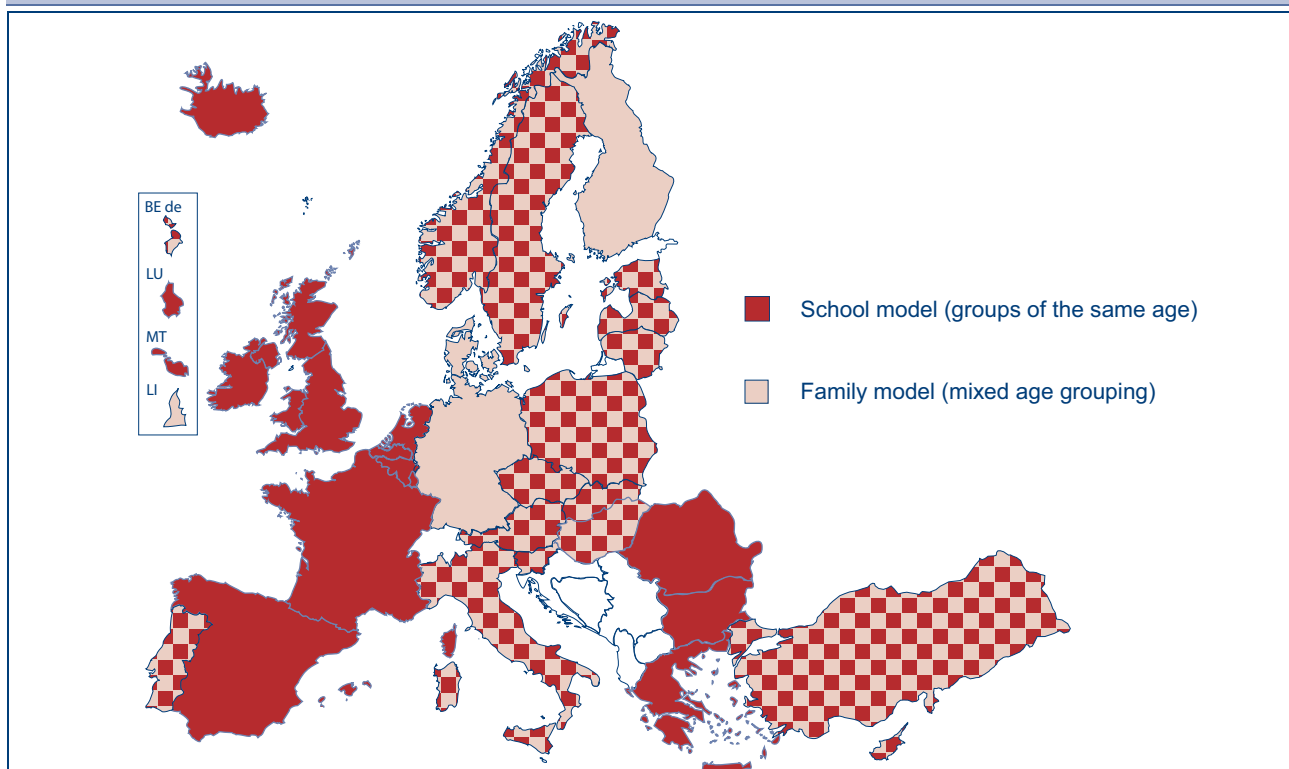 BE de
LU
MT
LI
School model (groups of the same age)
Family model (mixed age grouping)